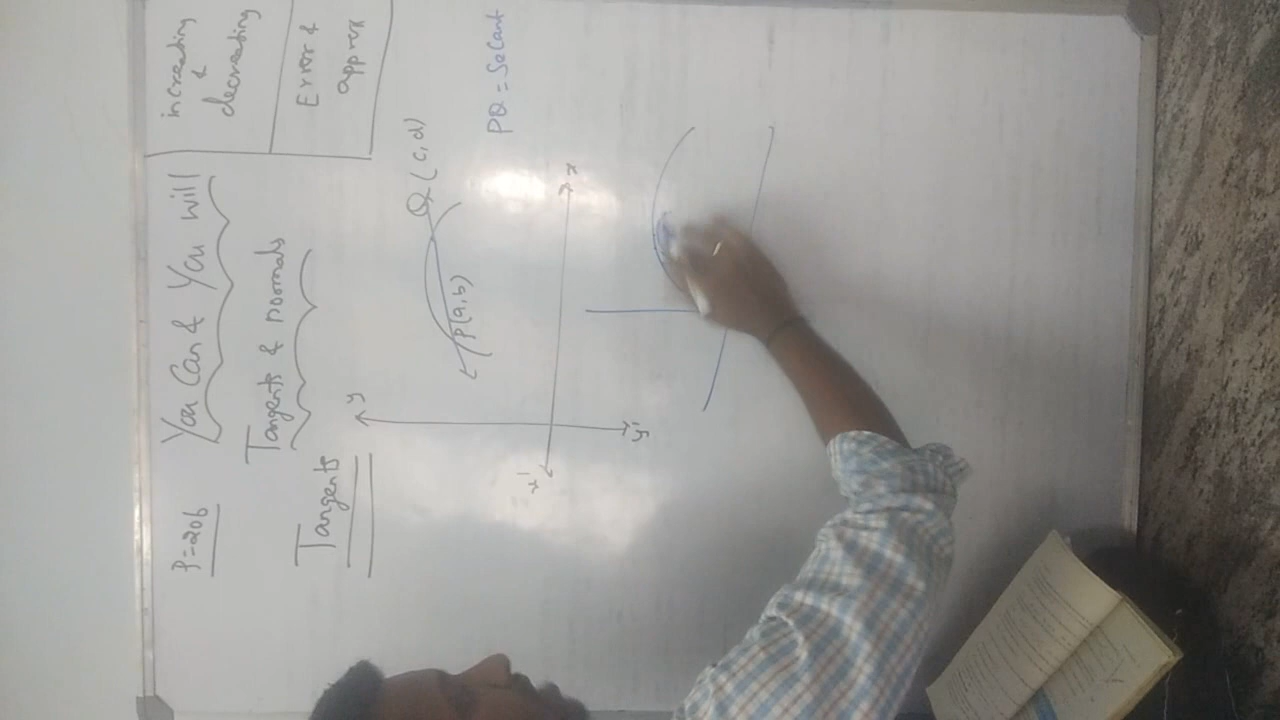 P=206
You Can & You will
increasing
&
decreasing
Tangents & normals
Error &
approx
Tangents
y
Q (c,d)
P(a,b)
PQ = Secant
x'
x
y'